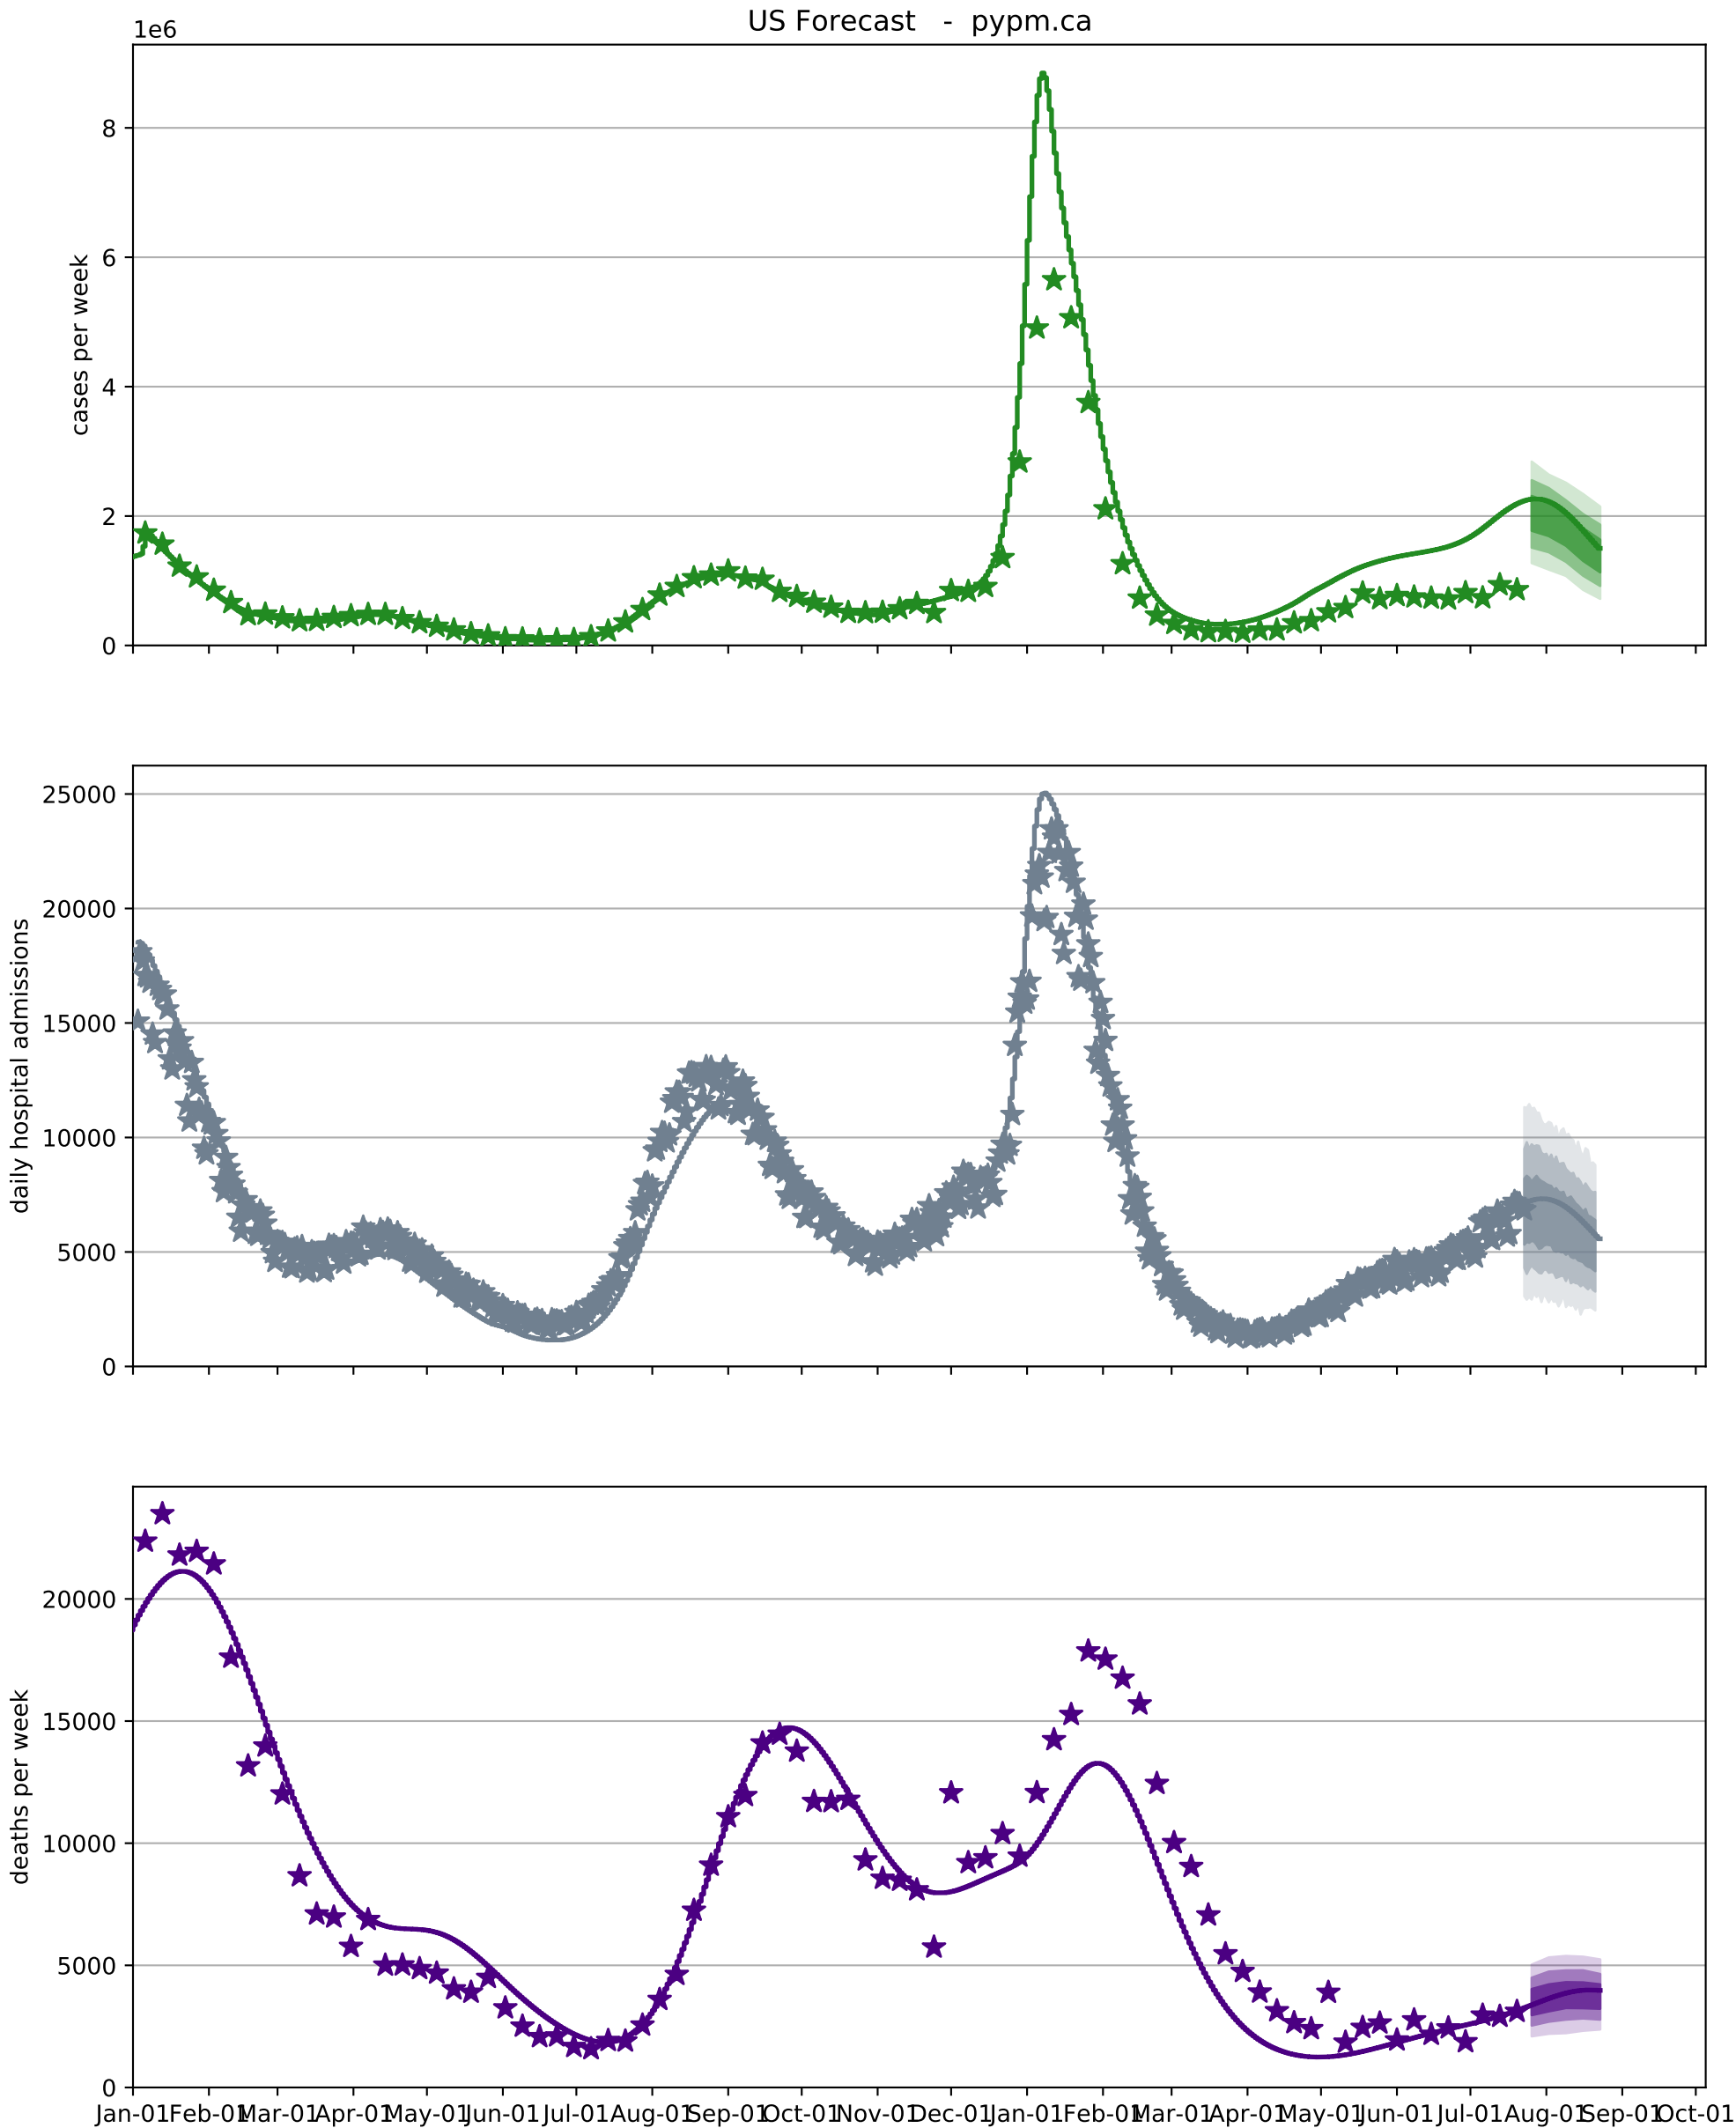 US Forecast - pypm.ca
1e6
8
6
4
2
0
cases per week
25000
20000
15000
10000
5000
0
daily hospital admissions
20000
15000
10000
5000
0
deaths per week
Jan-01 Feb-01 Mar-01 Apr-01 May-01 Jun-01 Jul-01 Aug-01 Sep-01 Oct-01 Nov-01 Dec-01 Jan-01 Feb-01 Mar-01 Apr-01 May-01 Jun-01 Jul-01 Aug-01 Sep-01 Oct-01